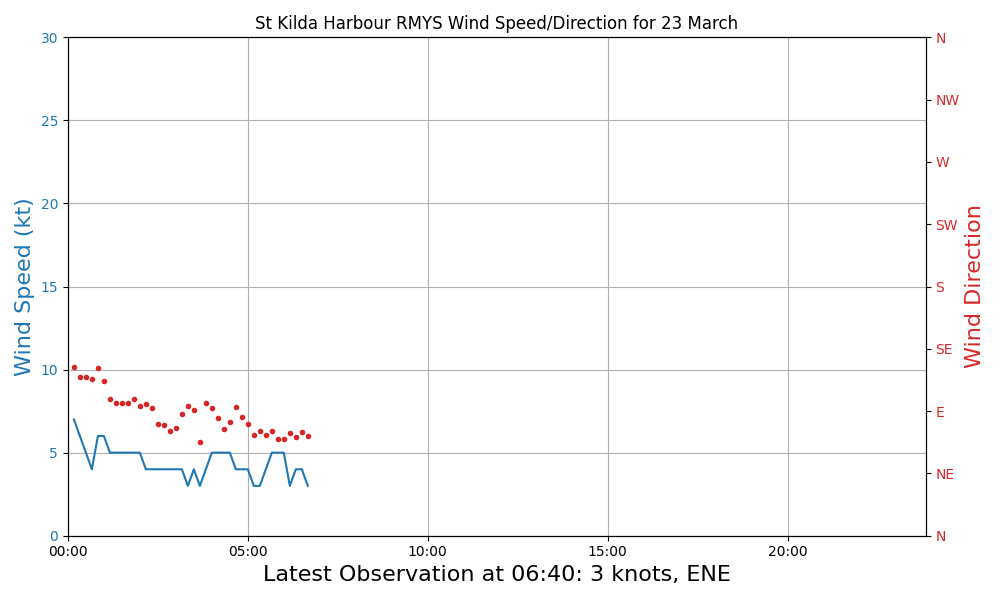 St Kilda Harbour RMYS Wind Speed/Direction for 23 March
30
25
20
15
10
5
0
Wind Speed (kt)
N
NW
W
SW
S
SE
E
NE
N
Wind Direction
00:00 05:00 10:00 15:00 20:00
Latest Observation at 06:40: 3 knots, ENE